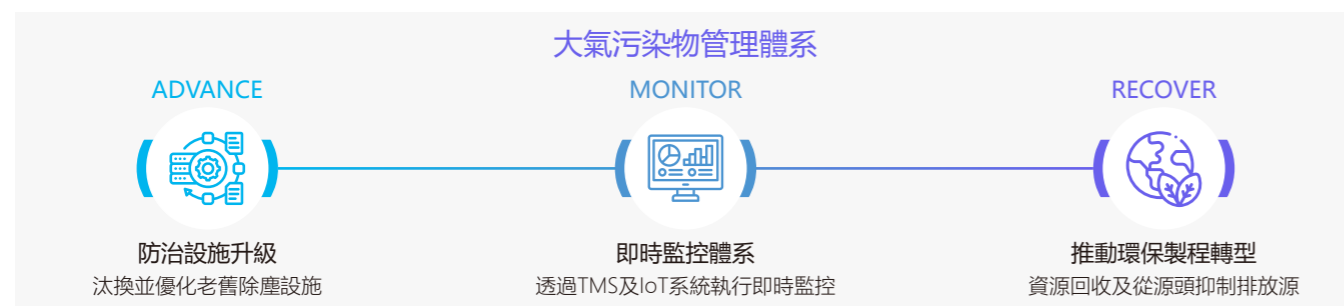 大氣污染物管理體系
ADVANCE
MONITOR
RECOVER
防治設施升級
即時監控體系
推動環保製程轉型
汰換並優化老舊除塵設施
透過TMS及IoT系統執行即時監控
資源回收及從源頭抑制排放源